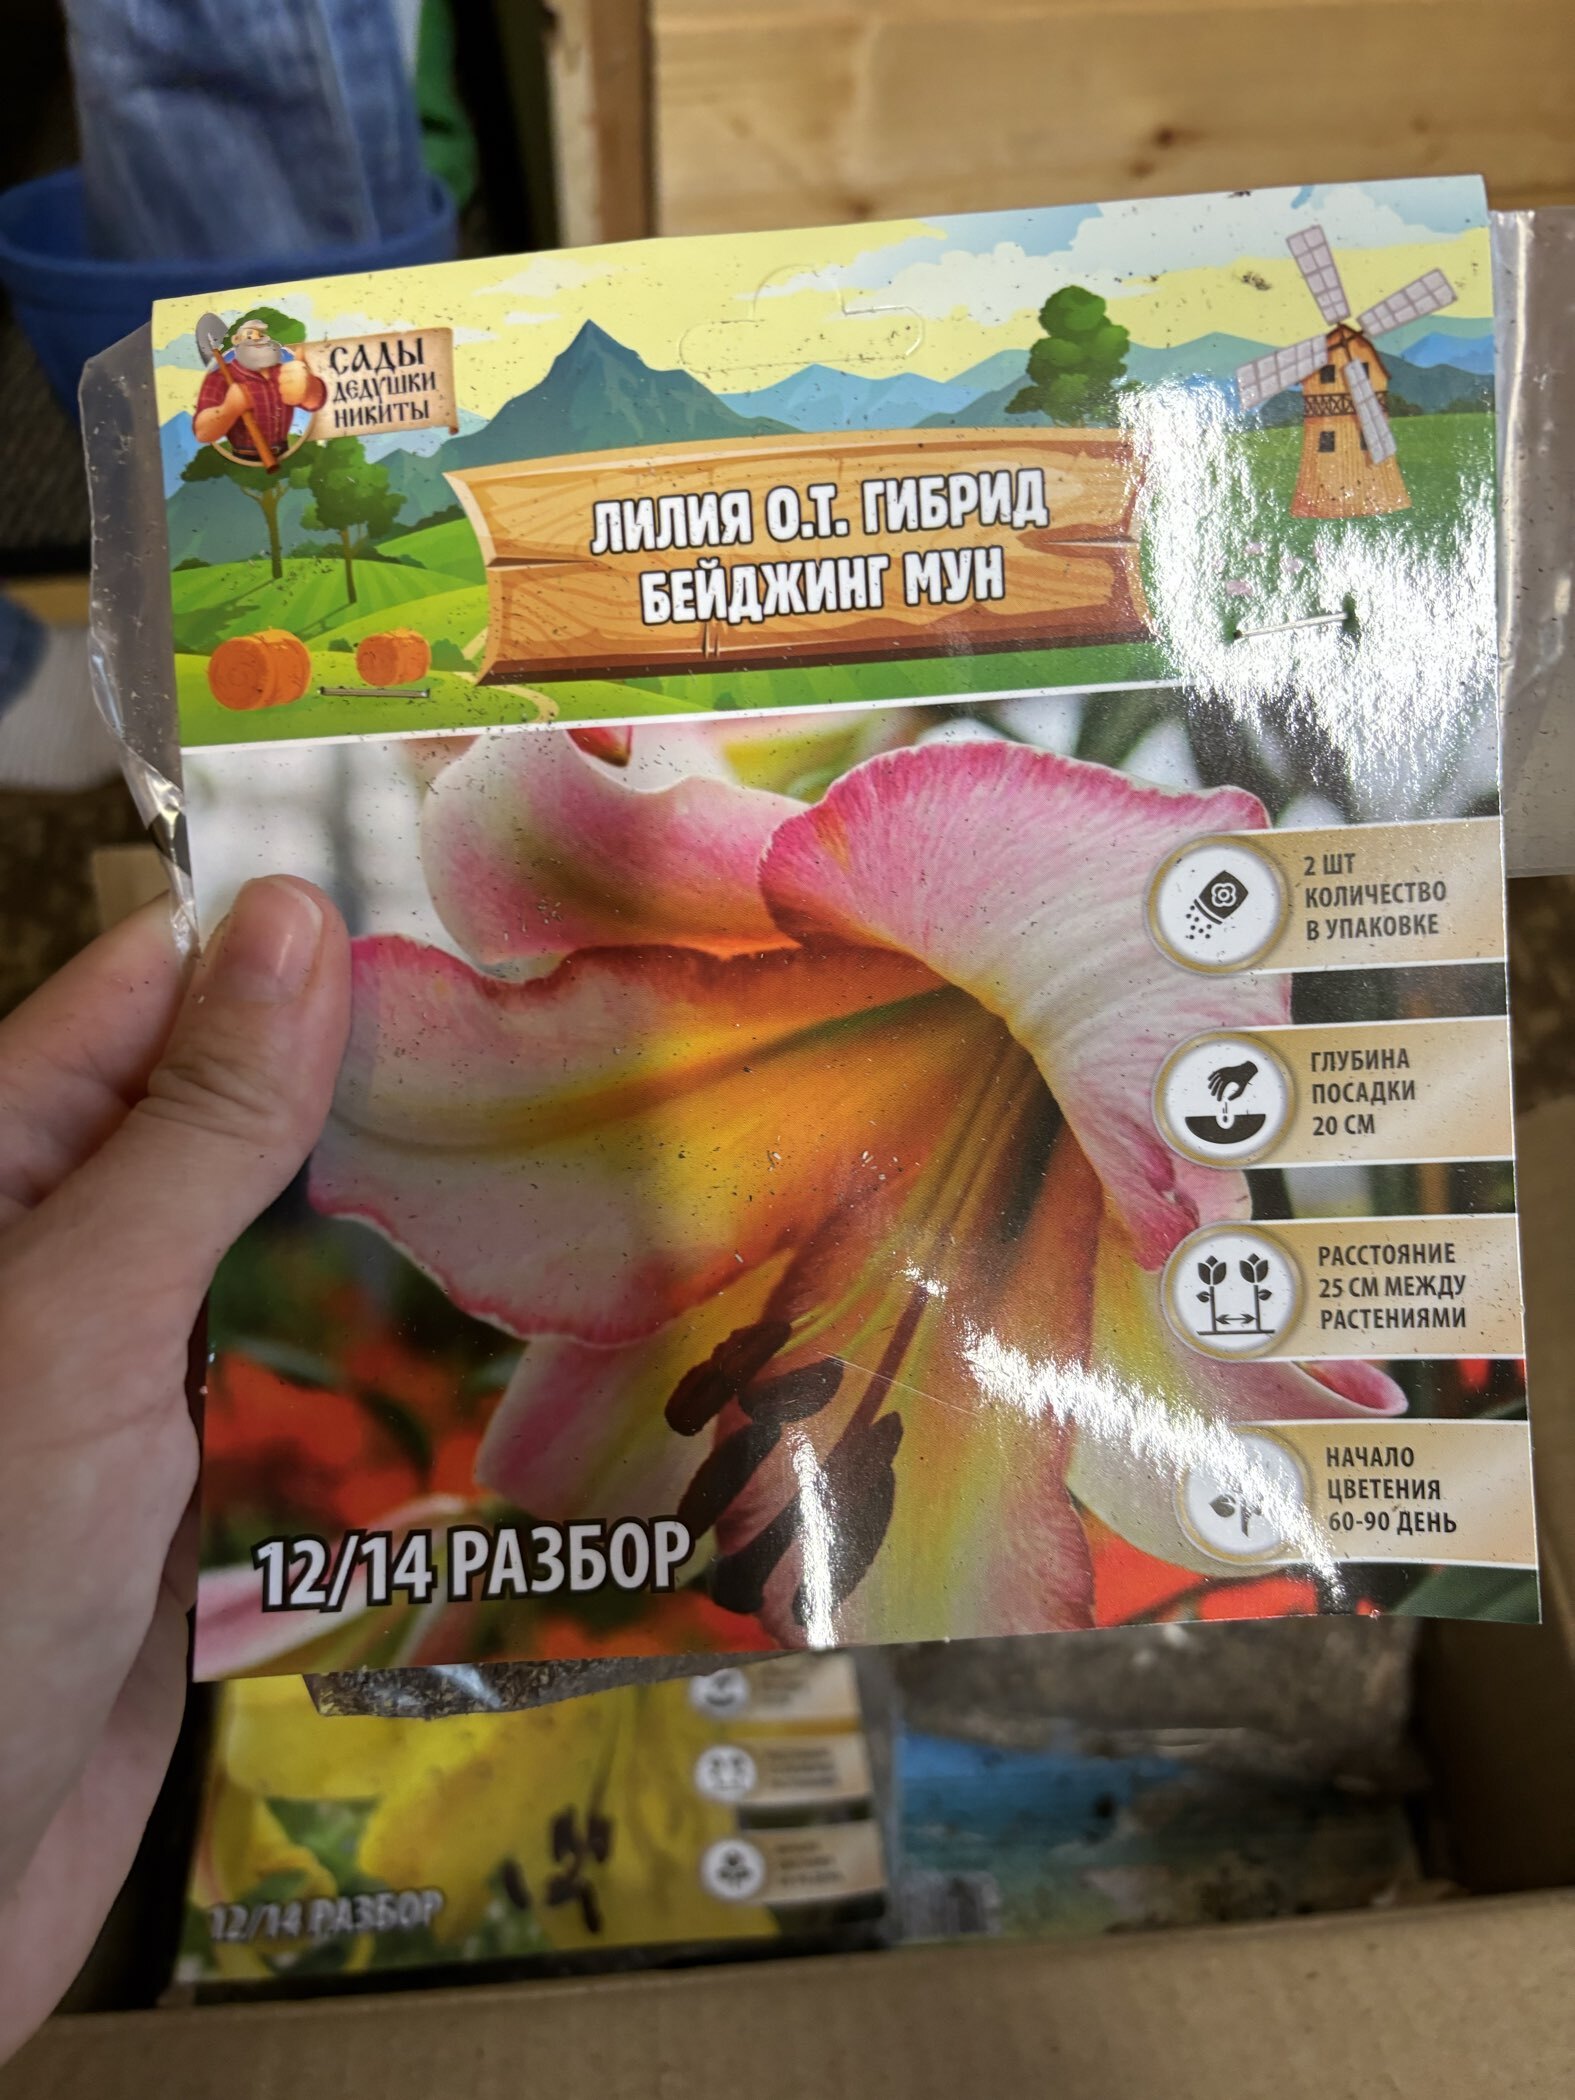 САДЫ
ДЕДУШКИ
НИКИТЫ
ЛИЛИЯ О.Т. ГИБРИД
БЕЙДЖИНГ МУН
2 ШТ
КОЛИЧЕСТВО
В УПАКОВКЕ
ГЛУБИНА
ПОСАДКИ
20 СМ
РАССТОЯНИЕ
25 СМ МЕЖДУ
РАСТЕНИЯМИ
НАЧАЛО
ЦВЕТЕНИЯ
60-90 ДЕНЬ
12/14 РАЗБОР
12/14 РАЗБОР